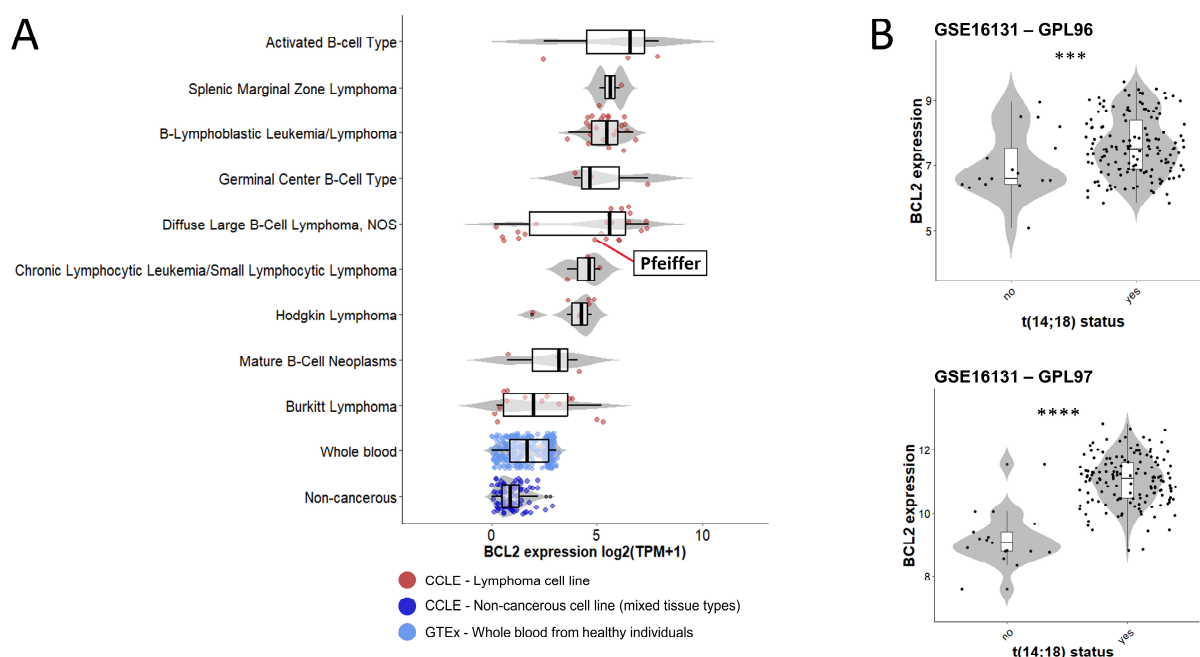 A
Activated B-cell Type
Splenic Marginal Zone Lymphoma
B-Lymphoblastic Leukemia/Lymphoma
Germinal Center B-Cell Type
Diffuse Large B-Cell Lymphoma, NOS
Pfeiffer
Chronic Lymphocytic Leukemia/Small Lymphocytic Lymphoma
Hodgkin Lymphoma
Mature B-Cell Neoplasms
Burkitt Lymphoma
Whole blood
Non-cancerous
0 5 10
BCL2 expression log2(TPM+1)
CCLE - Lymphoma cell line
CCLE - Non-cancerous cell line (mixed tissue types)
GTEx - Whole blood from healthy individuals
B
GSE16131 – GPL96
***
BCL2 expression
9
7
5
no yes
t(14;18) status
GSE16131 – GPL97
****
BCL2 expression
12
10
8
no yes
t(14;18) status